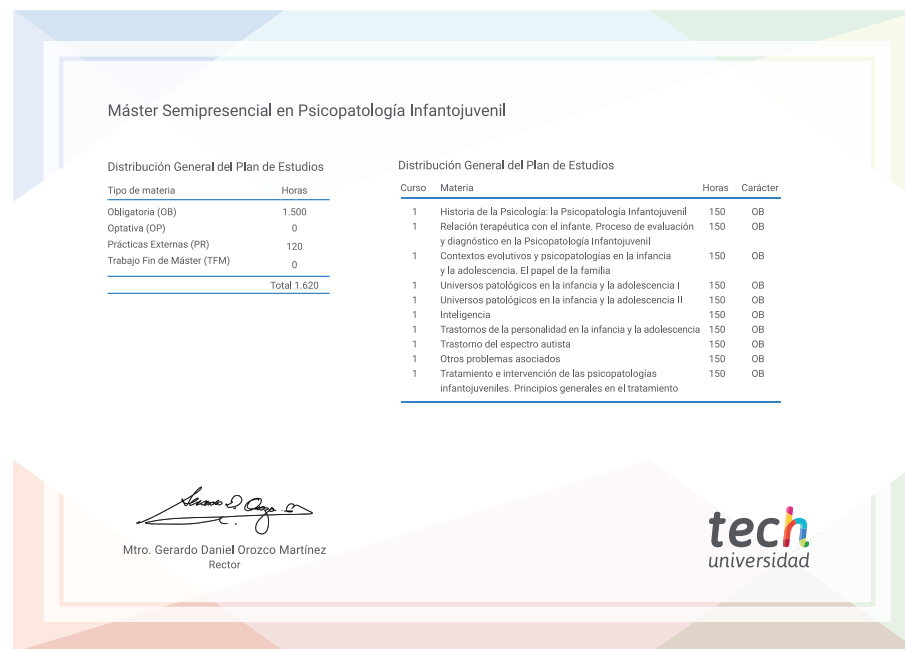 Máster Semipresencial en Psicopatología Infantojuvenil
Distribución General del Plan de Estudios
Tipo de materia Horas
Obligatoria (OB) 1.500
Optativa (OP) 0
Prácticas Externas (PR) 120
Trabajo Fin de Máster (TFM) 0
Total 1.620
Distribución General del Plan de Estudios
Curso Materia Horas Carácter
1 Historia de la Psicología: la Psicopatología Infantojuvenil 150 OB
1 Relación terapéutica con el infante. Proceso de evaluación 150 OB
y diagnóstico en la Psicopatología Infantojuvenil
1 Contextos evolutivos y psicopatologías en la infancia 150 OB
y la adolescencia. El papel de la familia
1 Universos patológicos en la infancia y la adolescencia I 150 OB
1 Universos patológicos en la infancia y la adolescencia II 150 OB
1 Inteligencia 150 OB
1 Trastornos de la personalidad en la infancia y la adolescencia 150 OB
1 Trastorno del espectro autista 150 OB
1 Otros problemas asociados 150 OB
1 Tratamiento e intervención de las psicopatologías 150 OB
infantojuveniles. Principios generales en el tratamiento
Mtro. Gerardo Daniel Orozco Martínez
Rector
tech
universidad